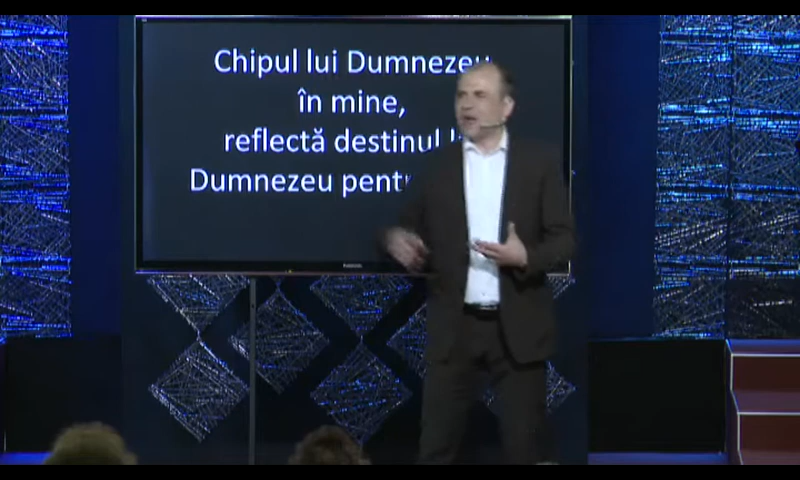 Chipul lui Dumnezeu
în mine,
reflectă destinul
Dumnezeu